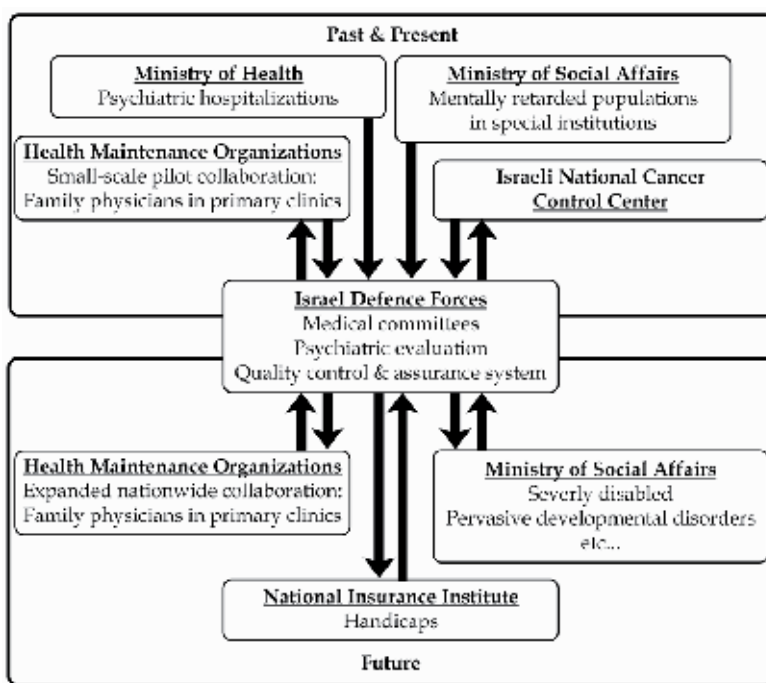 Past & Present
Ministry of Health
Psychiatric hospitalizations
Ministry of Social Affairs
Mentally retarded populations
in special institutions
Health Maintenance Organizations
Small-scale pilot collaboration:
Family physicians in primary clinics
Israeli National Cancer
Control Center
Israel Defence Forces
Medical committees
Psychiatric evaluation
Quality control & assurance system
Health Maintenance Organizations
Expanded nationwide collaboration:
Family physicians in primary clinics
Ministry of Social Affairs
Severly disabled
Pervasive developmental disorders
etc...
National Insurance Institute
Handicaps
Future